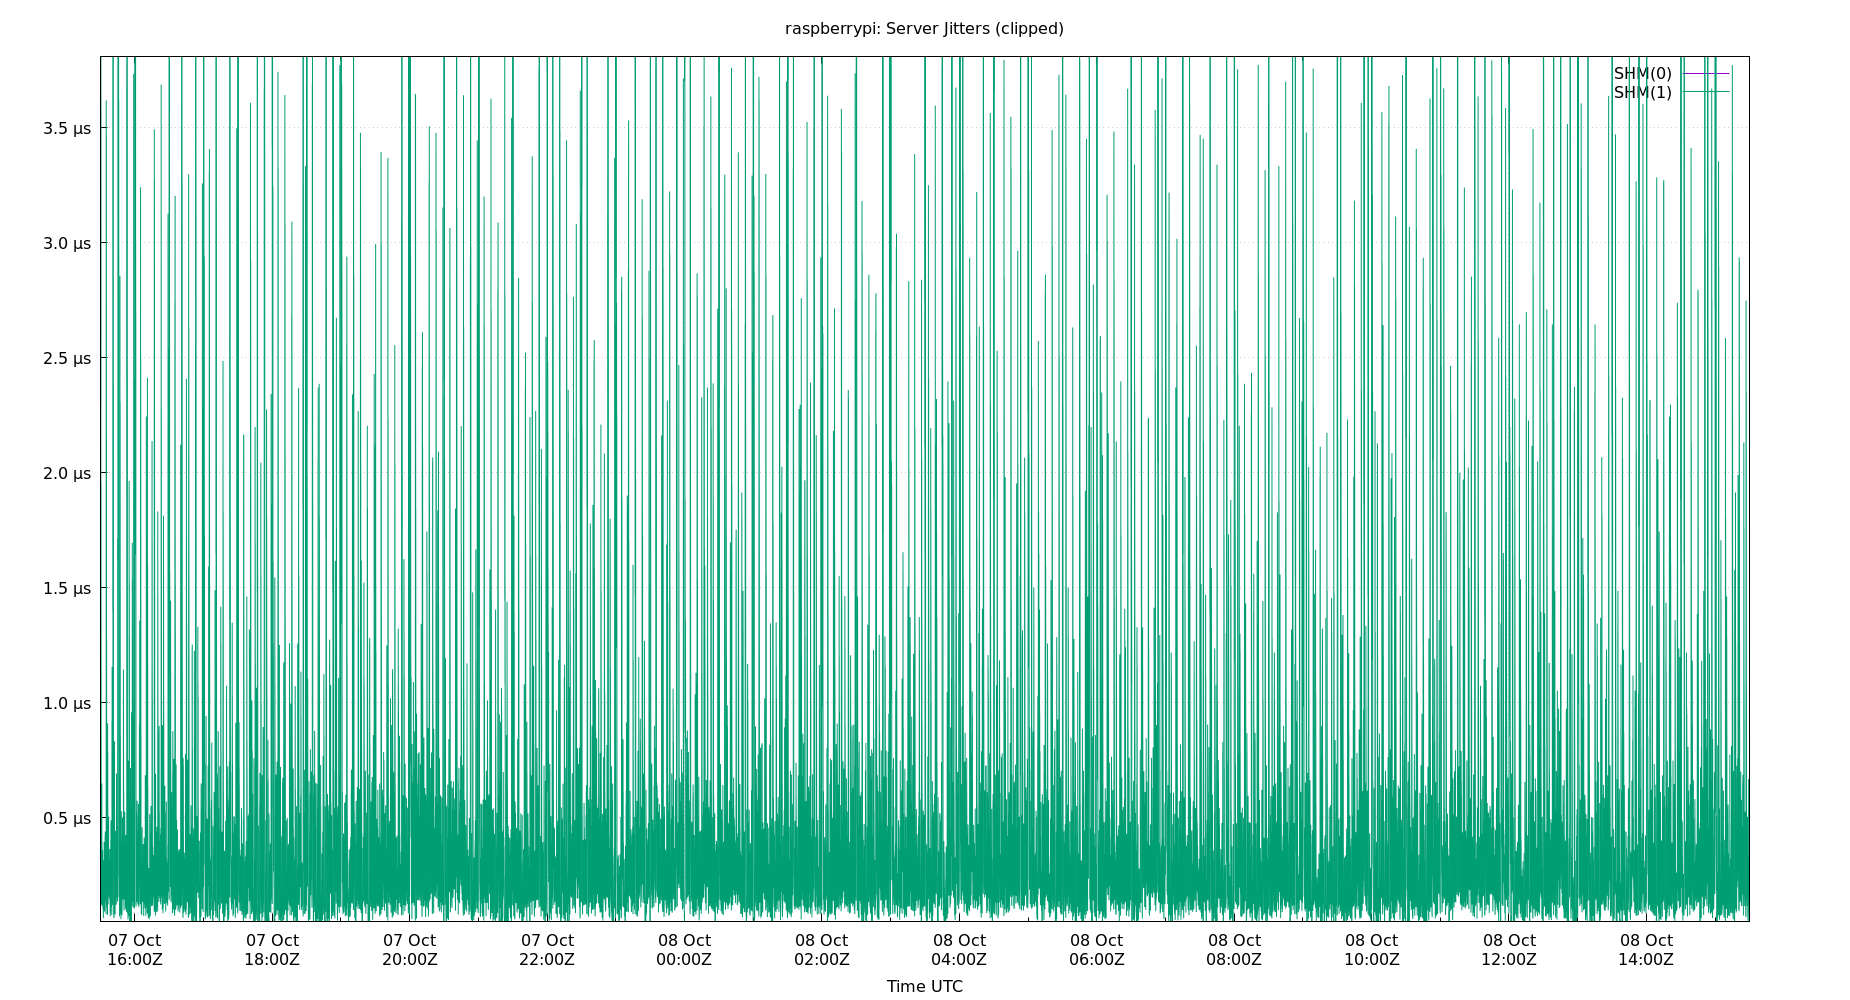 raspberrypi: Server Jitters (clipped)
SHM(0)
SHM(1)
3.5 µs
3.0 µs
2.5 µs
2.0 µs
1.5 µs
1.0 µs
0.5 µs
07 Oct 07 Oct 07 Oct 07 Oct 08 Oct 08 Oct 08 Oct 08 Oct 08 Oct 08 Oct 08 Oct 08 Oct
16:00Z 18:00Z 20:00Z 22:00Z 00:00Z 02:00Z 04:00Z 06:00Z 08:00Z 10:00Z 12:00Z 14:00Z
Time UTC